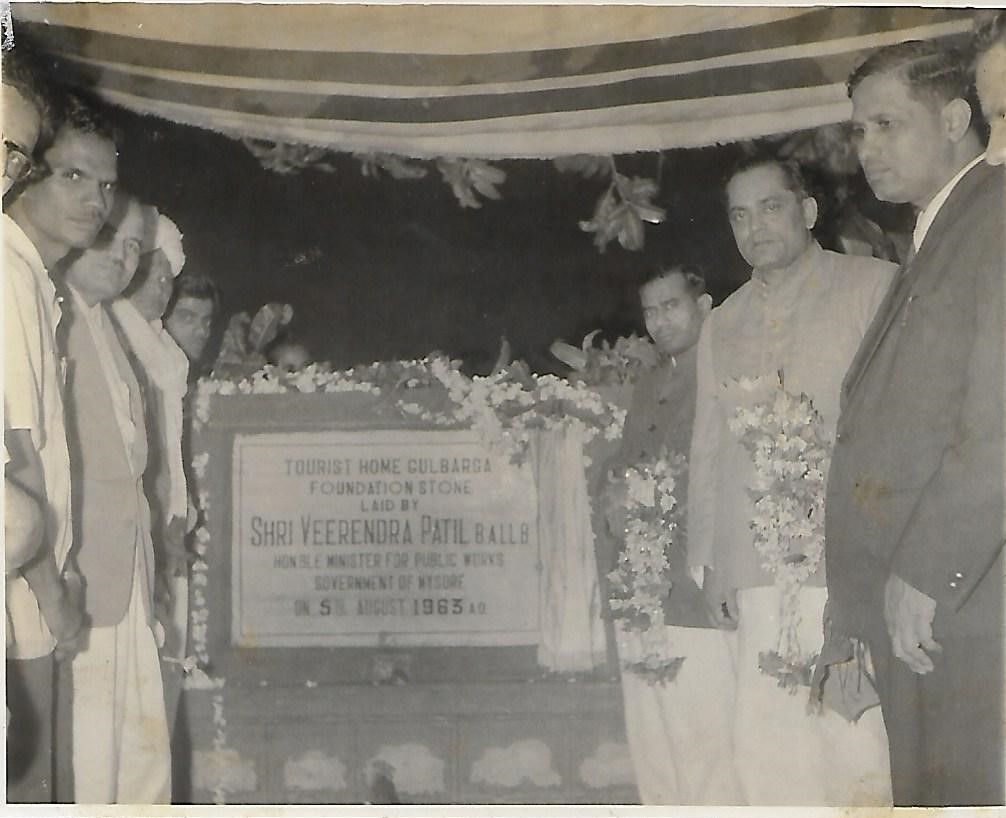 TOURIST HOME GULBARGA
FOUNDATION STONE
LAID BY
SHRI VEERENDRA PATIL B.A.LLB
HON'BLE MINISTER FOR PUBLIC WORKS
GOVERNMENT OF MYSORE
ON 5TH. AUGUST 1963 A.D.